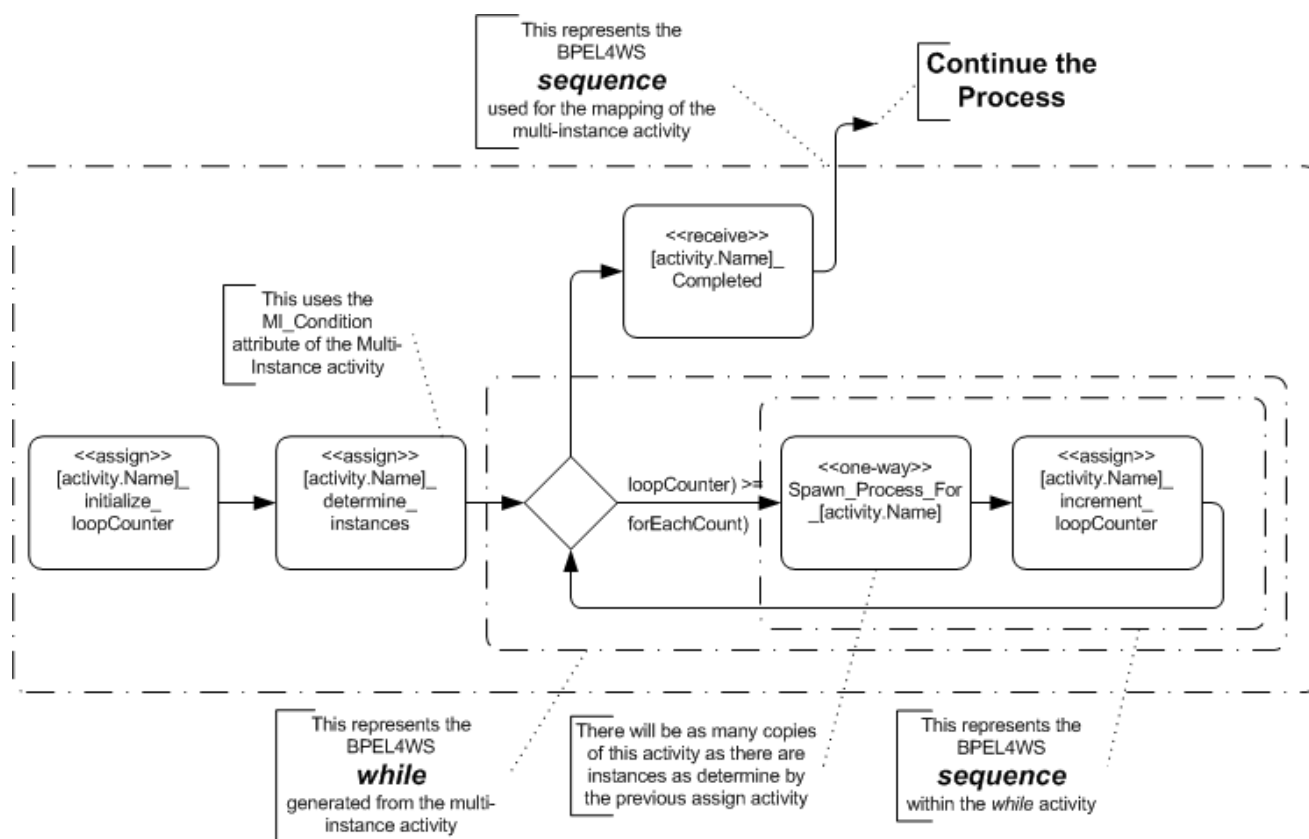 This represents the
BPEL4WS
sequence
used for the mapping of the
multi-instance activity
Continue the
Process
<<receive>>
[activity.Name]_
Completed
This uses the
MI_Condition
attribute of the Multi-
Instance activity
<<assign>>
[activity.Name]_
initialize_
loopCounter
<<assign>>
[activity.Name]_
determine_
instances
loopCounter) >=
forEachCount)
<<one-way>>
Spawn_Process_For
_[activity.Name]
<<assign>>
[activity.Name]_
increment_
loopCounter
This represents the
BPEL4WS
while
generated from the multi-
instance activity
There will be as many copies
of this activity as there are
instances as determine by
the previous assign activity
This represents the
BPEL4WS
sequence
within the while activity